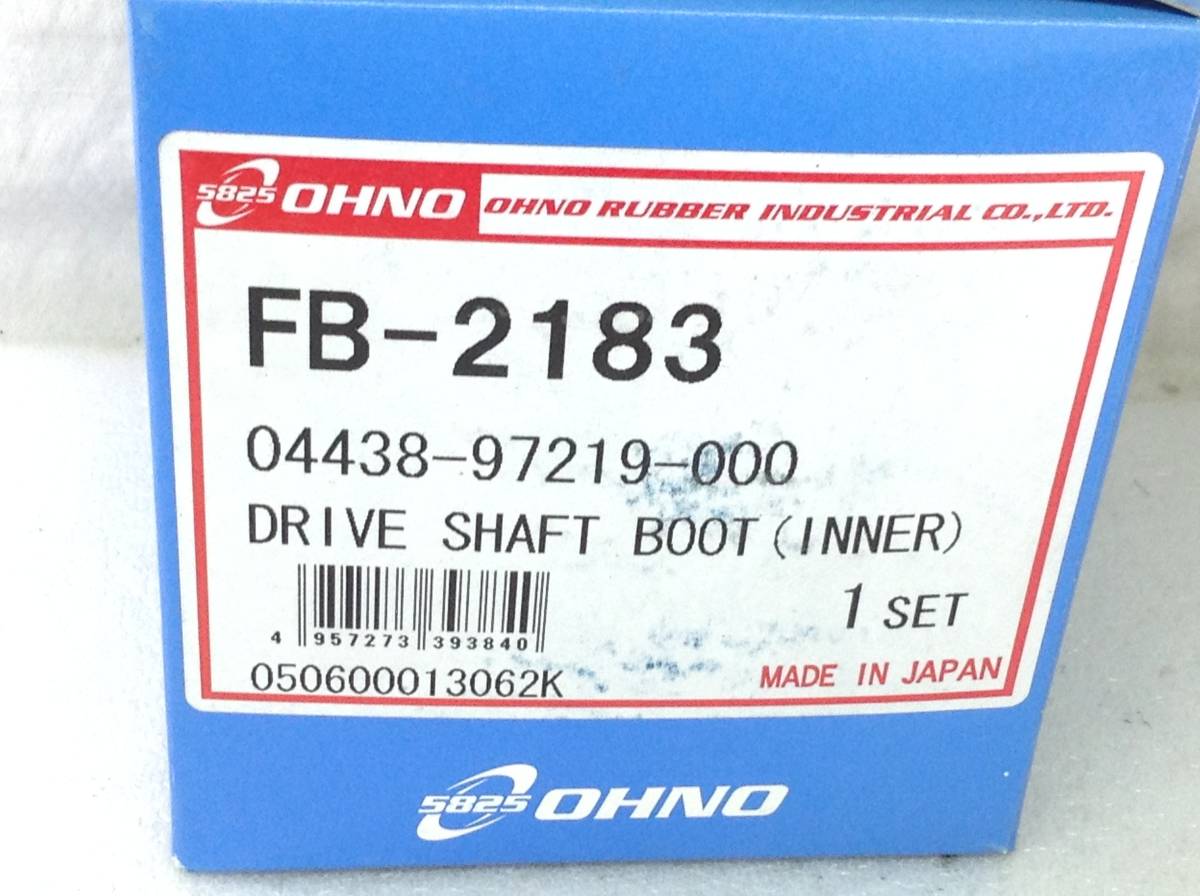 5825 OHNO OHNO RUBBER INDUSTRIAL CO.,LTD.
FB-2183
04438-97219-000
DRIVE SHAFT BOOT(INNER)
1 SET
4 957273 393840
050600013062K
MADE IN JAPAN
5825 OHNO